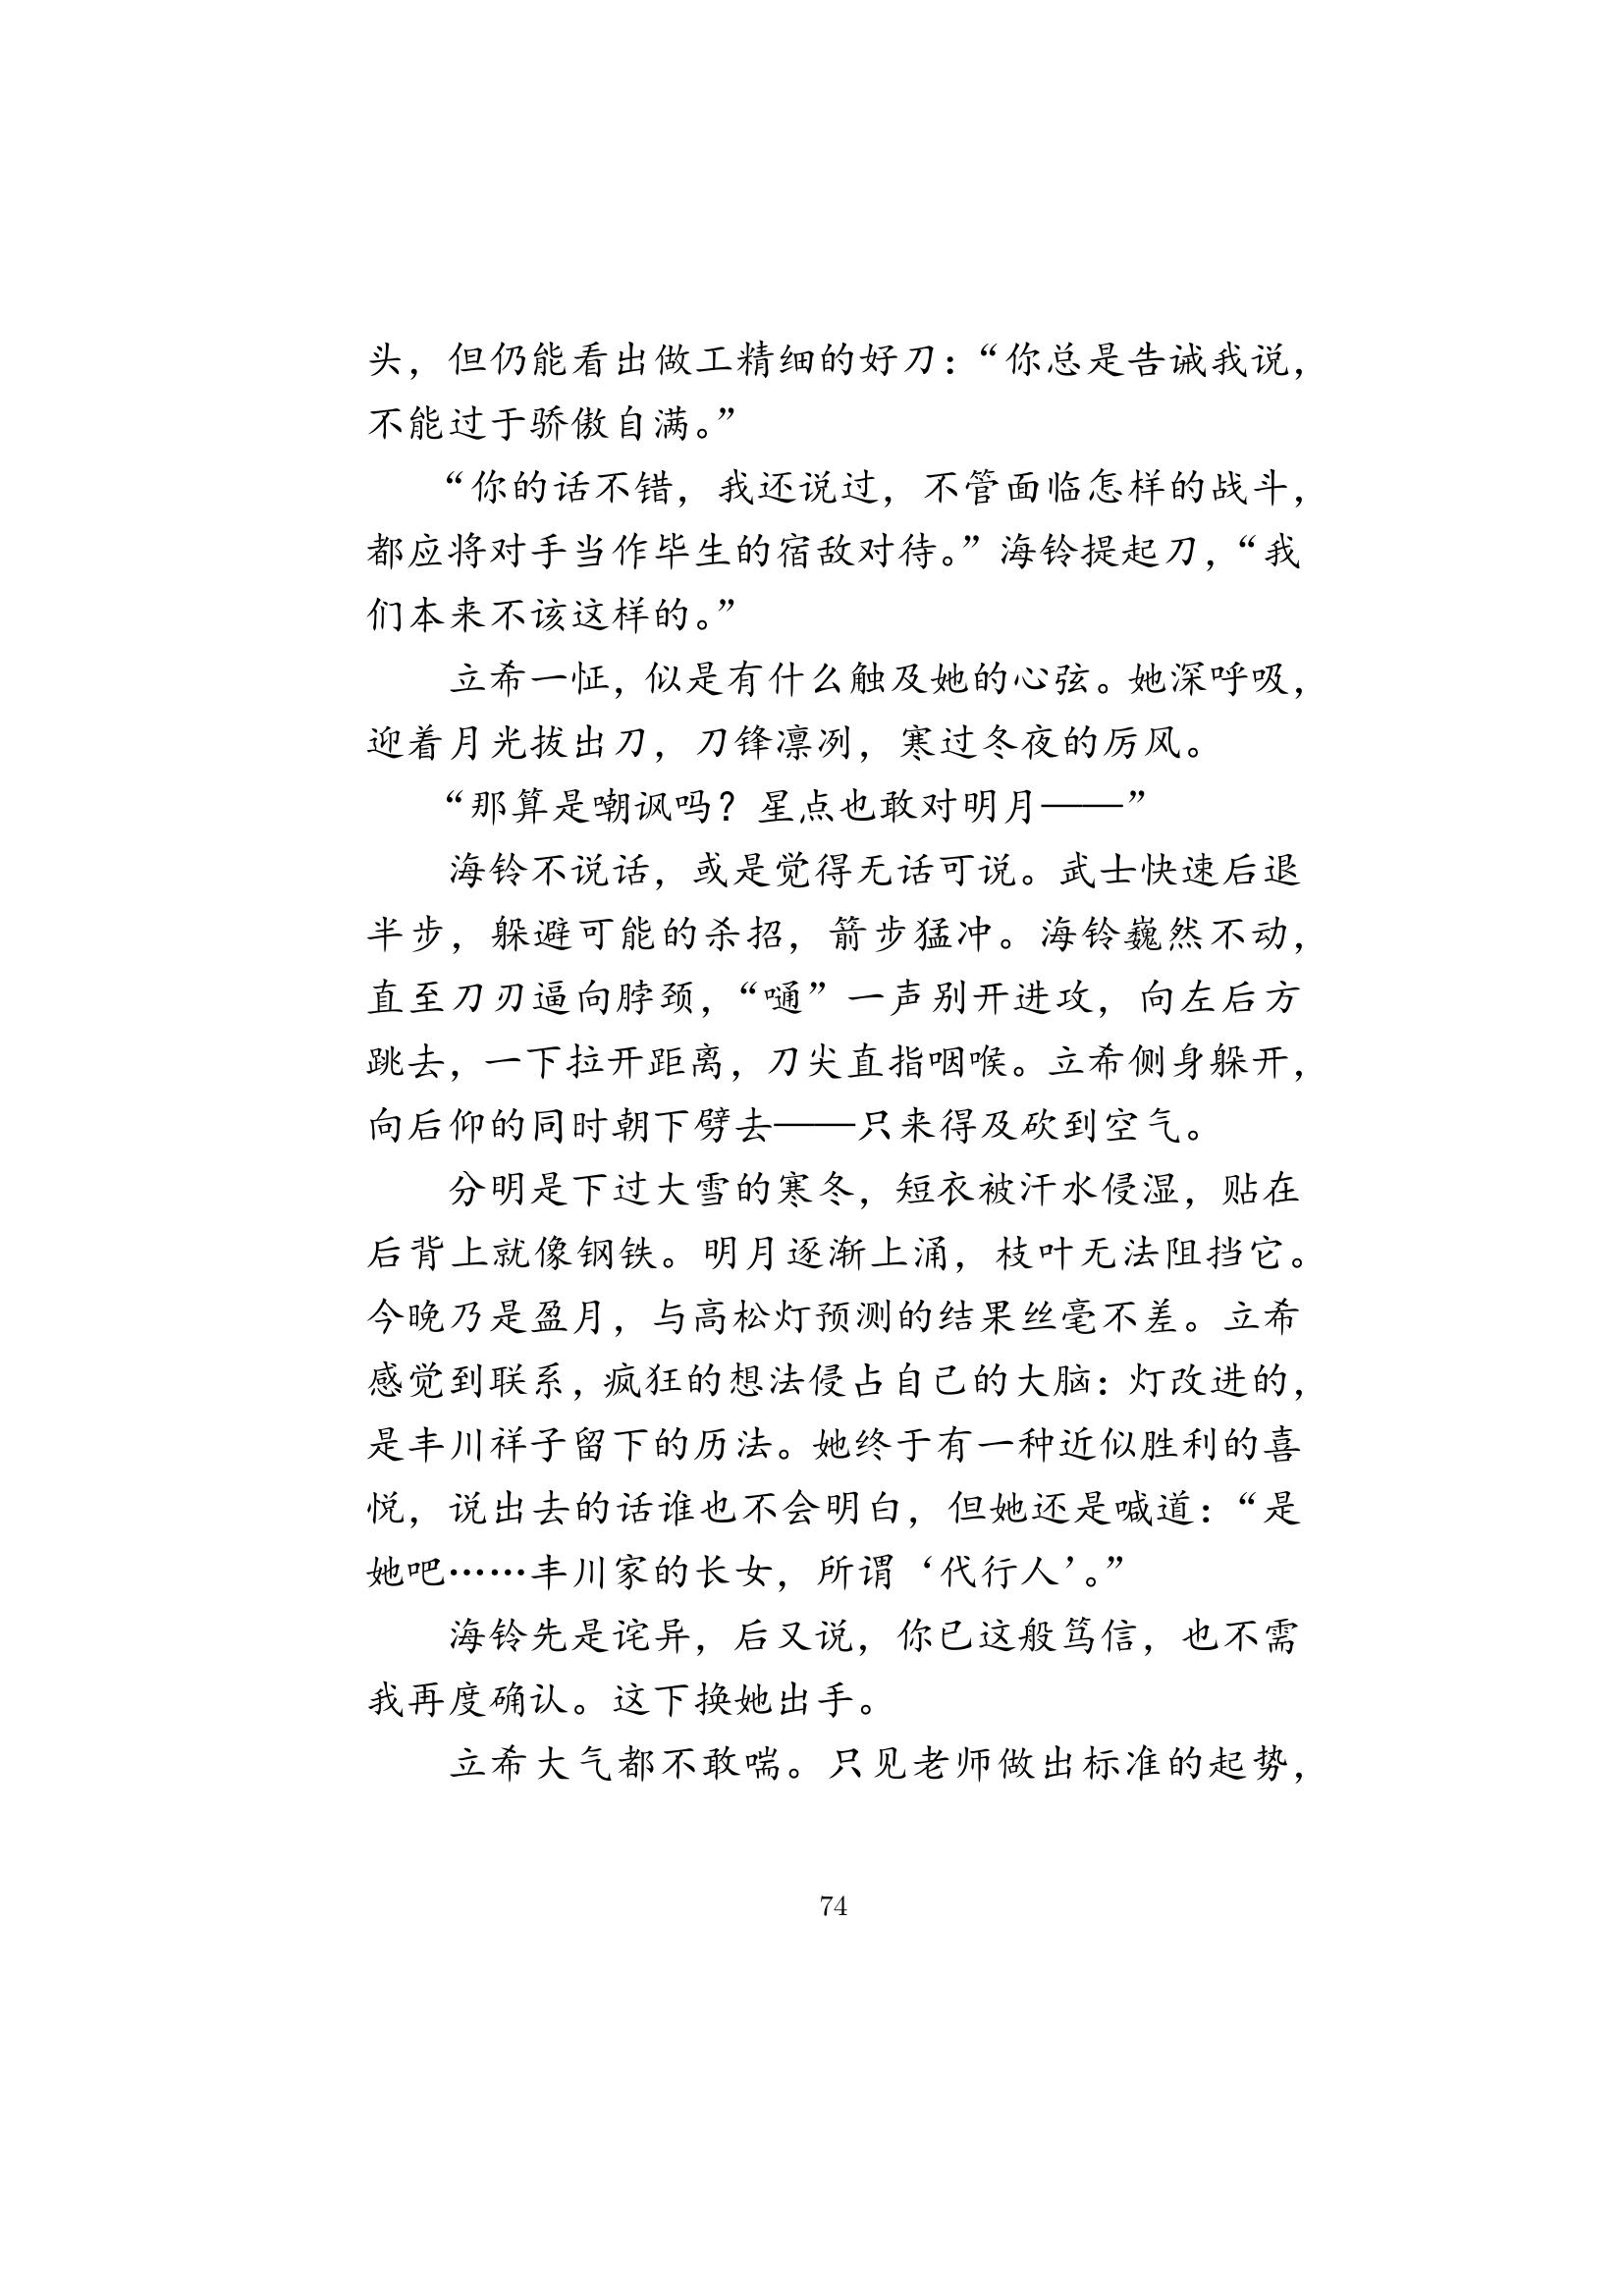 头，但仍能看出做工精细的好刀：“你总是告诫我说，
不能过于骄傲自满。”
“你的话不错，我还说过，不管面临怎样的战斗，
都应将对手当作毕生的宿敌对待。”海铃提起刀，“我
们本来不该这样的。”
立希一怔，似是有什么触及她的心弦。她深呼吸，
迎着月光拔出刀，刀锋凛冽，寒过冬夜的厉风。
“那算是嘲讽吗？星点也敢对明月——”
海铃不说话，或是觉得无话可说。武士快速后退
半步，躲避可能的杀招，箭步猛冲。海铃巍然不动，
直至刀刃逼向脖颈，“嗵”一声别开进攻，向左后方
跳去，一下拉开距离，刀尖直指咽喉。立希侧身躲开，
向后仰的同时朝下劈去——只来得及砍到空气。
分明是下过大雪的寒冬，短衣被汗水侵湿，贴在
后背上就像钢铁。明月逐渐上涌，枝叶无法阻挡它。
今晚乃是盈月，与高松灯预测的结果丝毫不差。立希
感觉到联系，疯狂的想法侵占自己的大脑：灯改进的，
是丰川祥子留下的历法。她终于有一种近似胜利的喜
悦，说出去的话谁也不会明白，但她还是喊道：“是
她吧……丰川家的长女，所谓‘代行人’。”
海铃先是诧异，后又说，你已这般笃信，也不需
我再度确认。这下换她出手。
立希大气都不敢喘。只见老师做出标准的起势，
74